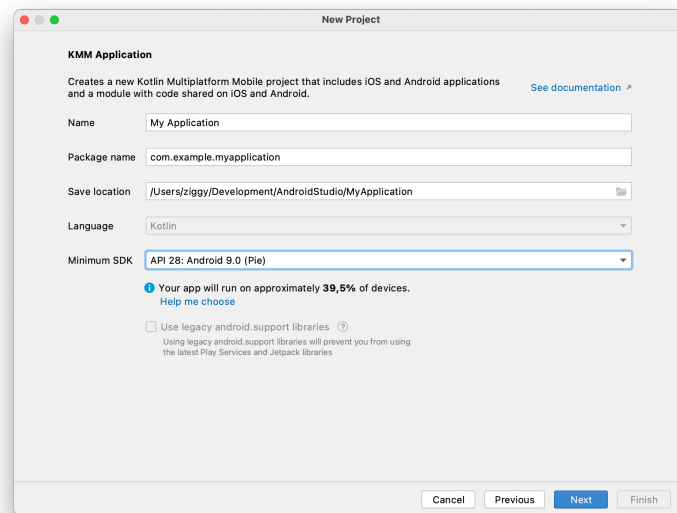 New Project
KMM Application
Creates a new Kotlin Multiplatform Mobile project that includes iOS and Android applications
and a module with code shared on iOS and Android.
See documentation ↗
Name
My Application
Package name
com.example.myapplication
Save location
/Users/ziggy/Development/AndroidStudio/MyApplication
Language
Kotlin
Minimum SDK
API 28: Android 9.0 (Pie)
Your app will run on approximately 39,5% of devices.
Help me choose
Use legacy android.support libraries ?
Using legacy android.support libraries will prevent you from using
the latest Play Services and Jetpack libraries
Cancel
Previous
Next
Finish